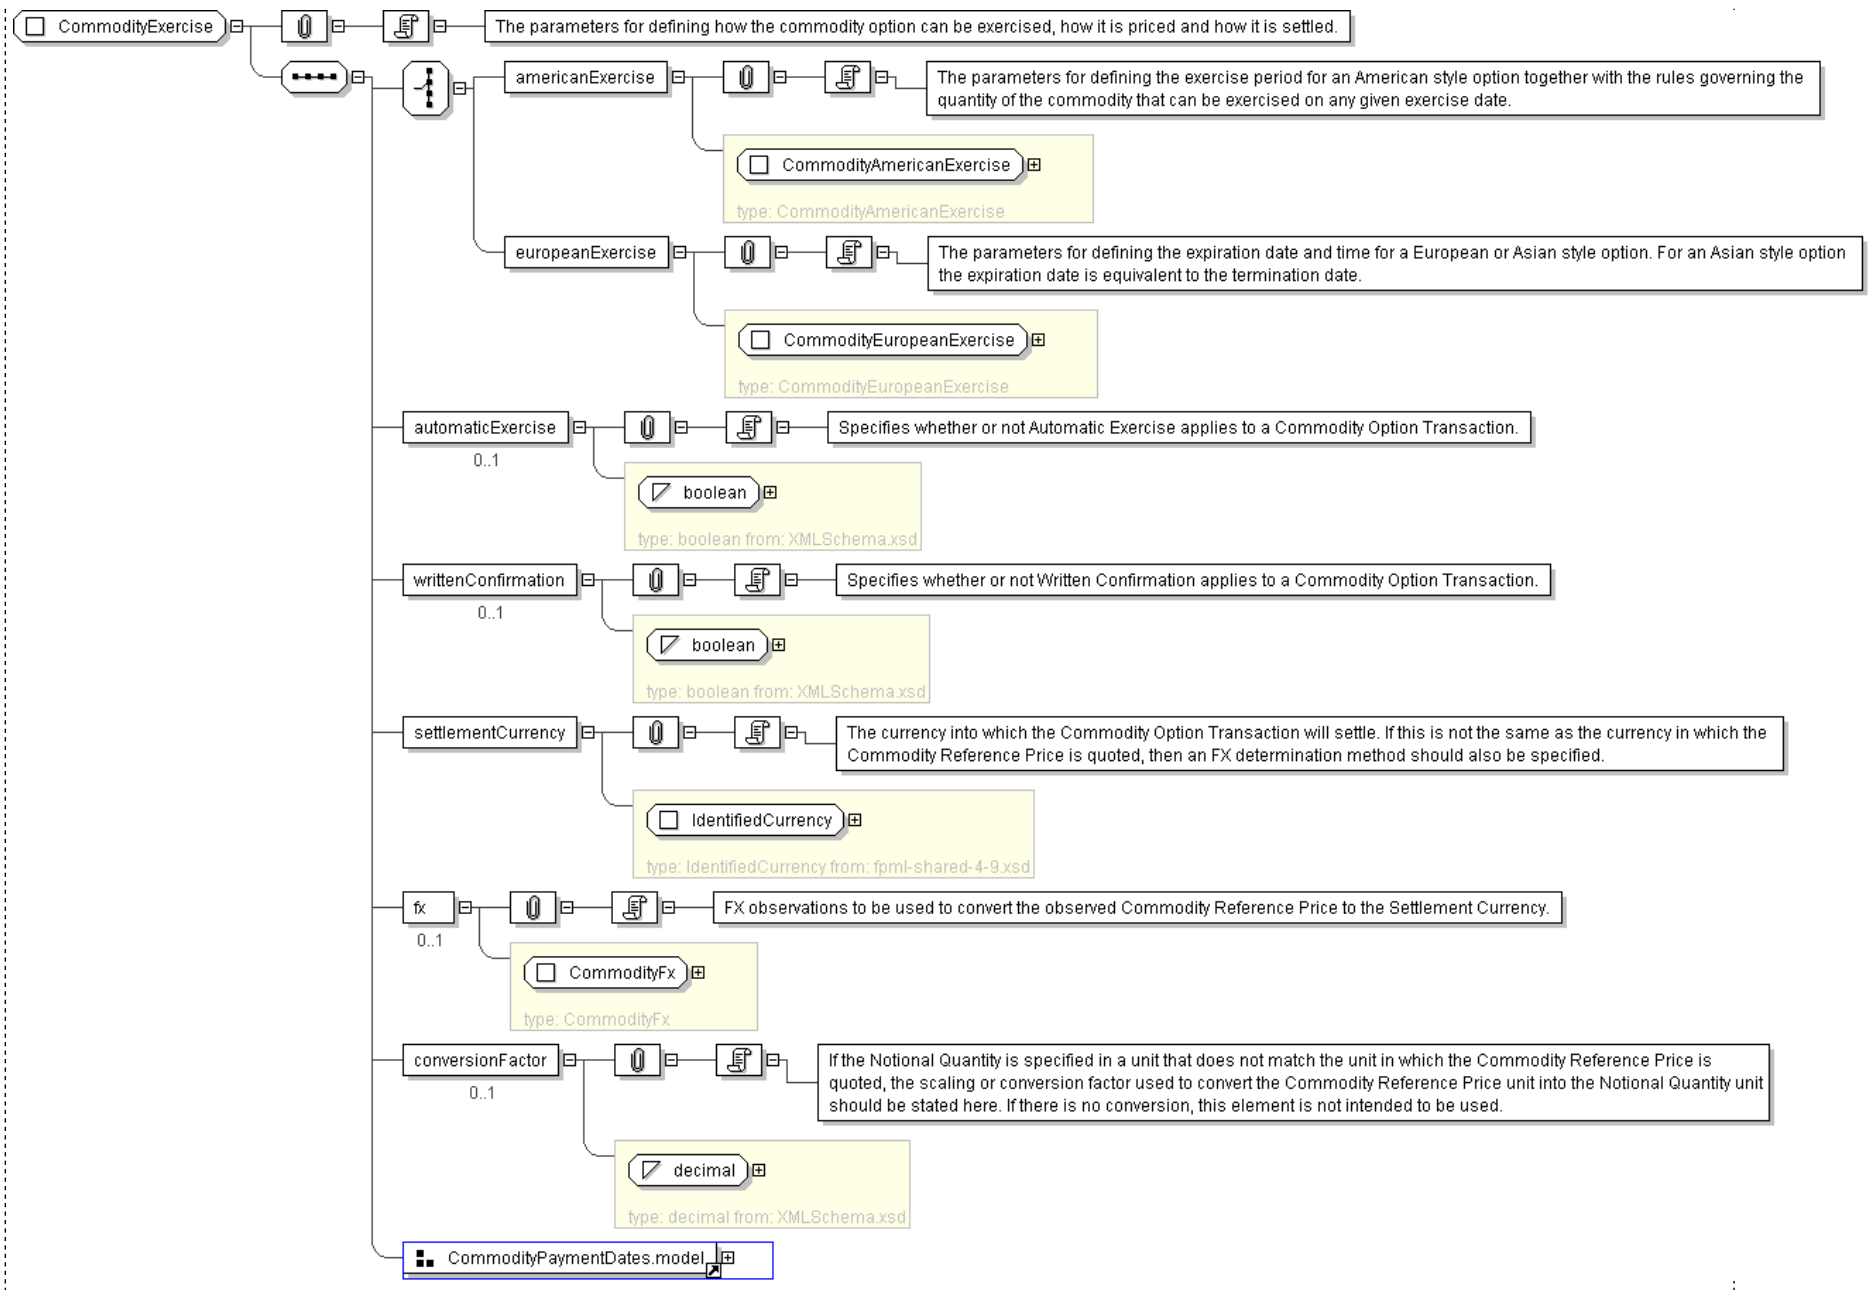 CommodityExercise
The parameters for defining how the commodity option can be exercised, how it is priced and how it is settled.
americanExercise
The parameters for defining the exercise period for an American style option together with the rules governing the
quantity of the commodity that can be exercised on any given exercise date.
CommodityAmericanExercise
type: CommodityAmericanExercise
europeanExercise
The parameters for defining the expiration date and time for a European or Asian style option. For an Asian style option
the expiration date is equivalent to the termination date.
CommodityEuropeanExercise
type: CommodityEuropeanExercise
automaticExercise
Specifies whether or not Automatic Exercise applies to a Commodity Option Transaction.
0..1
boolean
type: boolean from: XMLSchema.xsd
writtenConfirmation
Specifies whether or not Written Confirmation applies to a Commodity Option Transaction.
0..1
boolean
type: boolean from: XMLSchema.xsd
settlementCurrency
The currency into which the Commodity Option Transaction will settle. If this is not the same as the currency in which the
Commodity Reference Price is quoted, then an FX determination method should also be specified.
IdentifiedCurrency
type: IdentifiedCurrency from: fpml-shared-4-9.xsd
fx
FX observations to be used to convert the observed Commodity Reference Price to the Settlement Currency.
0..1
CommodityFx
type: CommodityFx
conversionFactor
If the Notional Quantity is specified in a unit that does not match the unit in which the Commodity Reference Price is
quoted, the scaling or conversion factor used to convert the Commodity Reference Price unit into the Notional Quantity unit
should be stated here. If there is no conversion, this element is not intended to be used.
0..1
decimal
type: decimal from: XMLSchema.xsd
CommodityPaymentDates.model